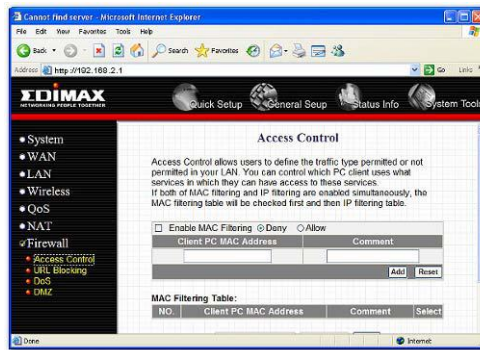 Cannot find server - Microsoft Internet Explorer
File Edit View Favorites Tools Help
Back Search Favorites
Address http://192.168.2.1 Go Links
EDIMAX
NETWORKING PEOPLE TOGETHER
Quick Setup General Seup Status Info System Tools
System
WAN
LAN
Wireless
QoS
NAT
Firewall
Access Control
URL Blocking
DoS
DMZ
Access Control
Access Control allows users to define the traffic type permitted or not
permitted in your LAN. You can control which PC client uses what
services in which they can have access to these services.
If both of MAC filtering and IP filtering are enabled simultaneously, the
MAC filtering table will be checked first and then IP filtering table.
Enable MAC Filtering Deny Allow
Client PC MAC Address Comment
Add Reset
MAC Filtering Table:
NO. Client PC MAC Address Comment Select
Done Internet